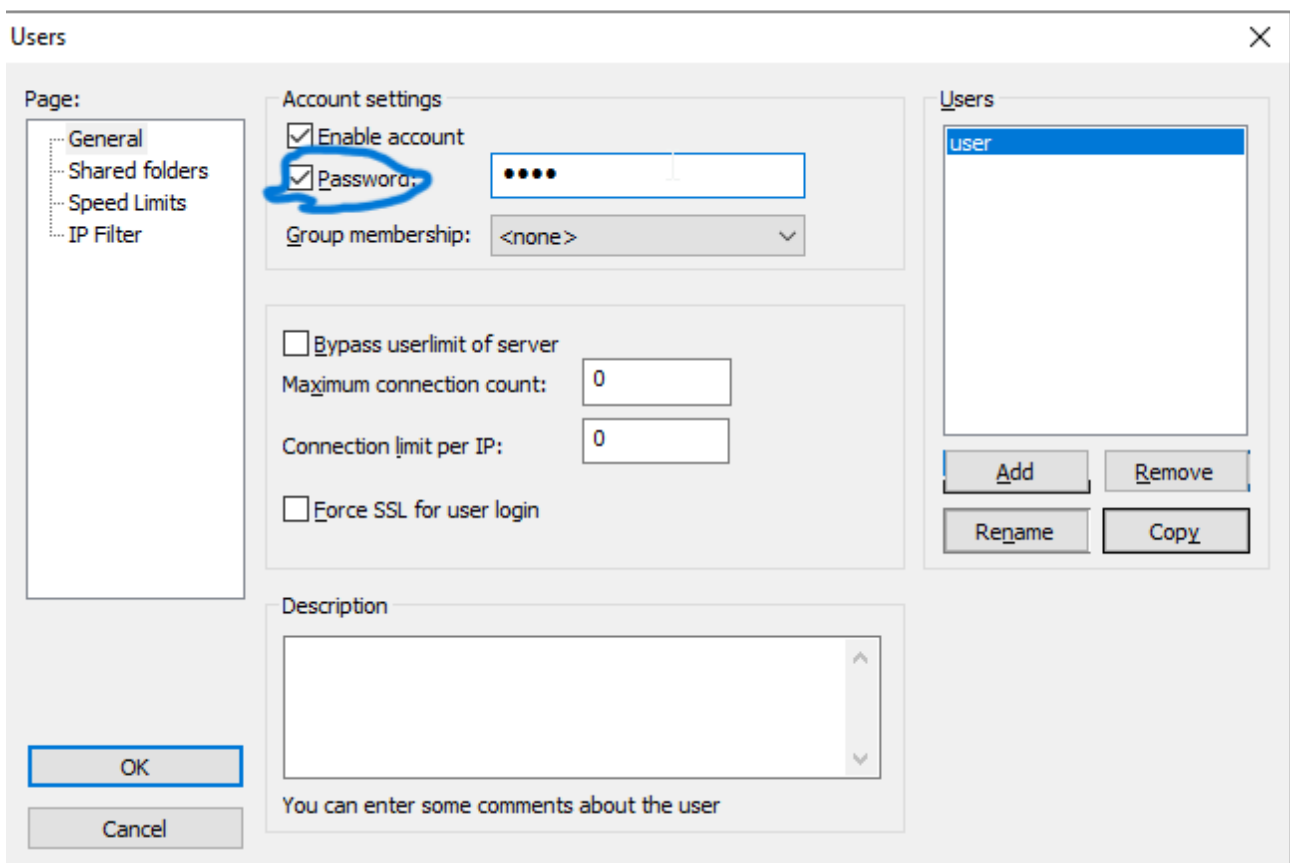 Users
Page:
General
Shared folders
Speed Limits
IP Filter
OK
Cancel
Account settings
Enable account
Password: ••••
Group membership: <none>
Bypass userlimit of server
Maximum connection count: 0
Connection limit per IP: 0
Force SSL for user login
Description
You can enter some comments about the user
Users
user
Add Remove
Rename Copy